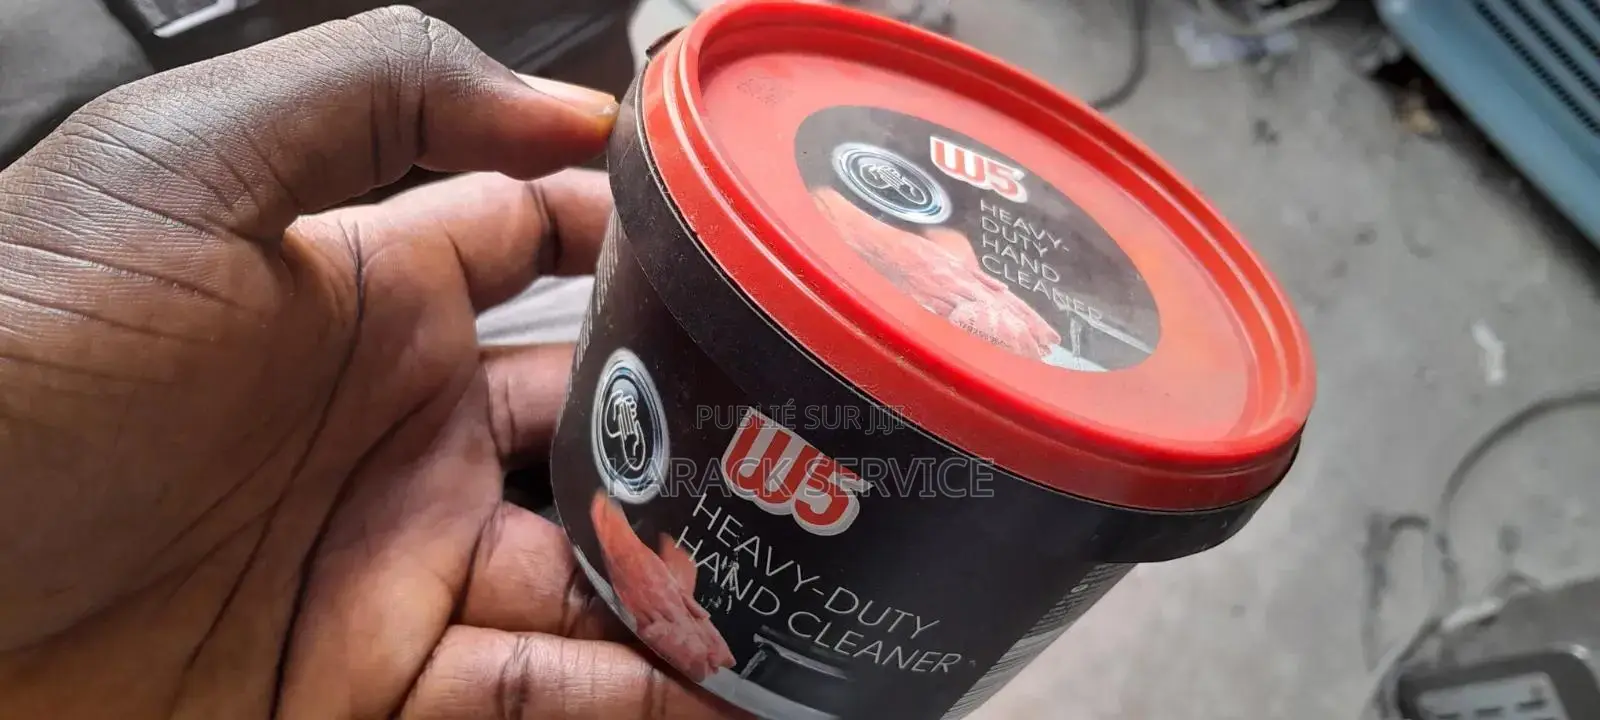 W5
HEAVY-
DUTY
HAND
CLEANER
PUBLIÉ SUR JIJI
KARACK SERVICE
W5
HEAVY-DUTY
HAND CLEANER